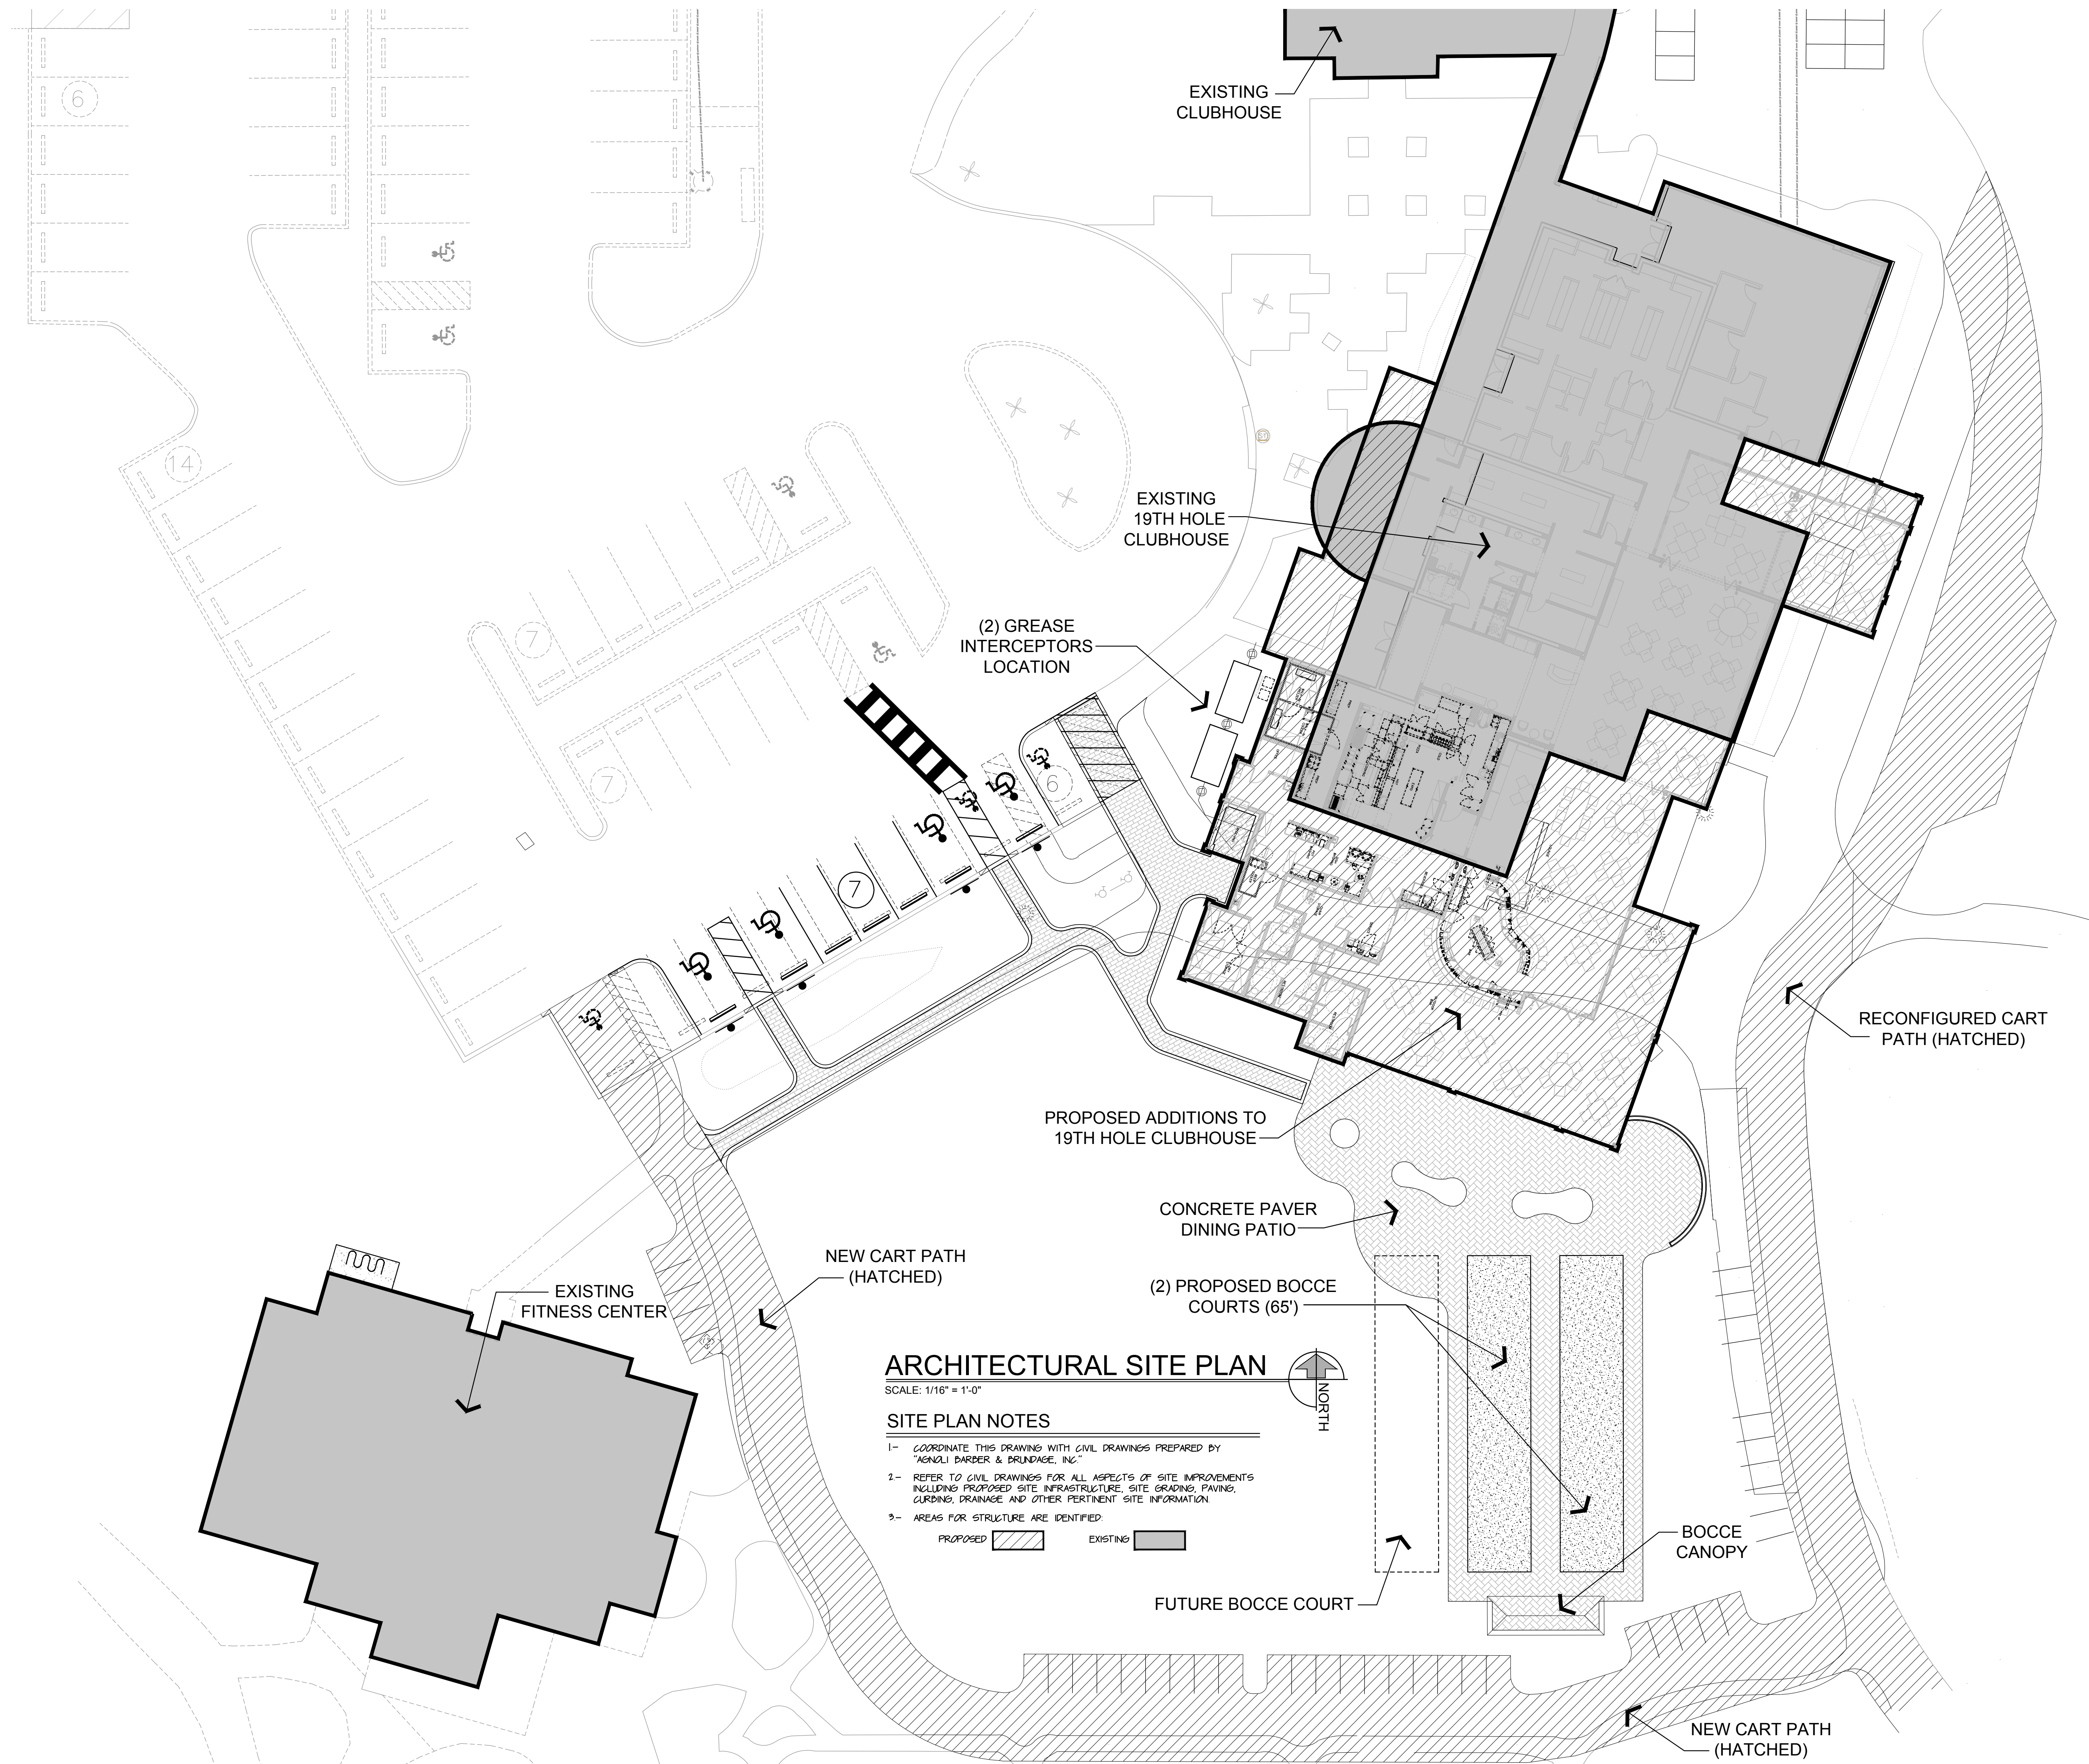 EXISTING
CLUBHOUSE
6
14
EXISTING
19TH HOLE
CLUBHOUSE
7
(2) GREASE
INTERCEPTORS
LOCATION
7
6
7
RECONFIGURED CART
PATH (HATCHED)
PROPOSED ADDITIONS TO
19TH HOLE CLUBHOUSE
CONCRETE PAVER
DINING PATIO
NEW CART PATH
(HATCHED)
(2) PROPOSED BOCCE
COURTS (65')
EXISTING
FITNESS CENTER
ARCHITECTURAL SITE PLAN
SCALE: 1/16" = 1'-0"
NORTH
SITE PLAN NOTES
1- COORDINATE THIS DRAWING WITH CIVIL DRAWINGS PREPARED BY
"AGNOLI BARBER & BRUNDAGE, INC."
2- REFER TO CIVIL DRAWINGS FOR ALL ASPECTS OF SITE IMPROVEMENTS
INCLUDING PROPOSED SITE INFRASTRUCTURE, SITE GRADING, PAVING,
CURBING, DRAINAGE AND OTHER PERTINENT SITE INFORMATION.
3- AREAS FOR STRUCTURE ARE IDENTIFIED:
PROPOSED
EXISTING
BOCCE
CANOPY
FUTURE BOCCE COURT
NEW CART PATH
(HATCHED)